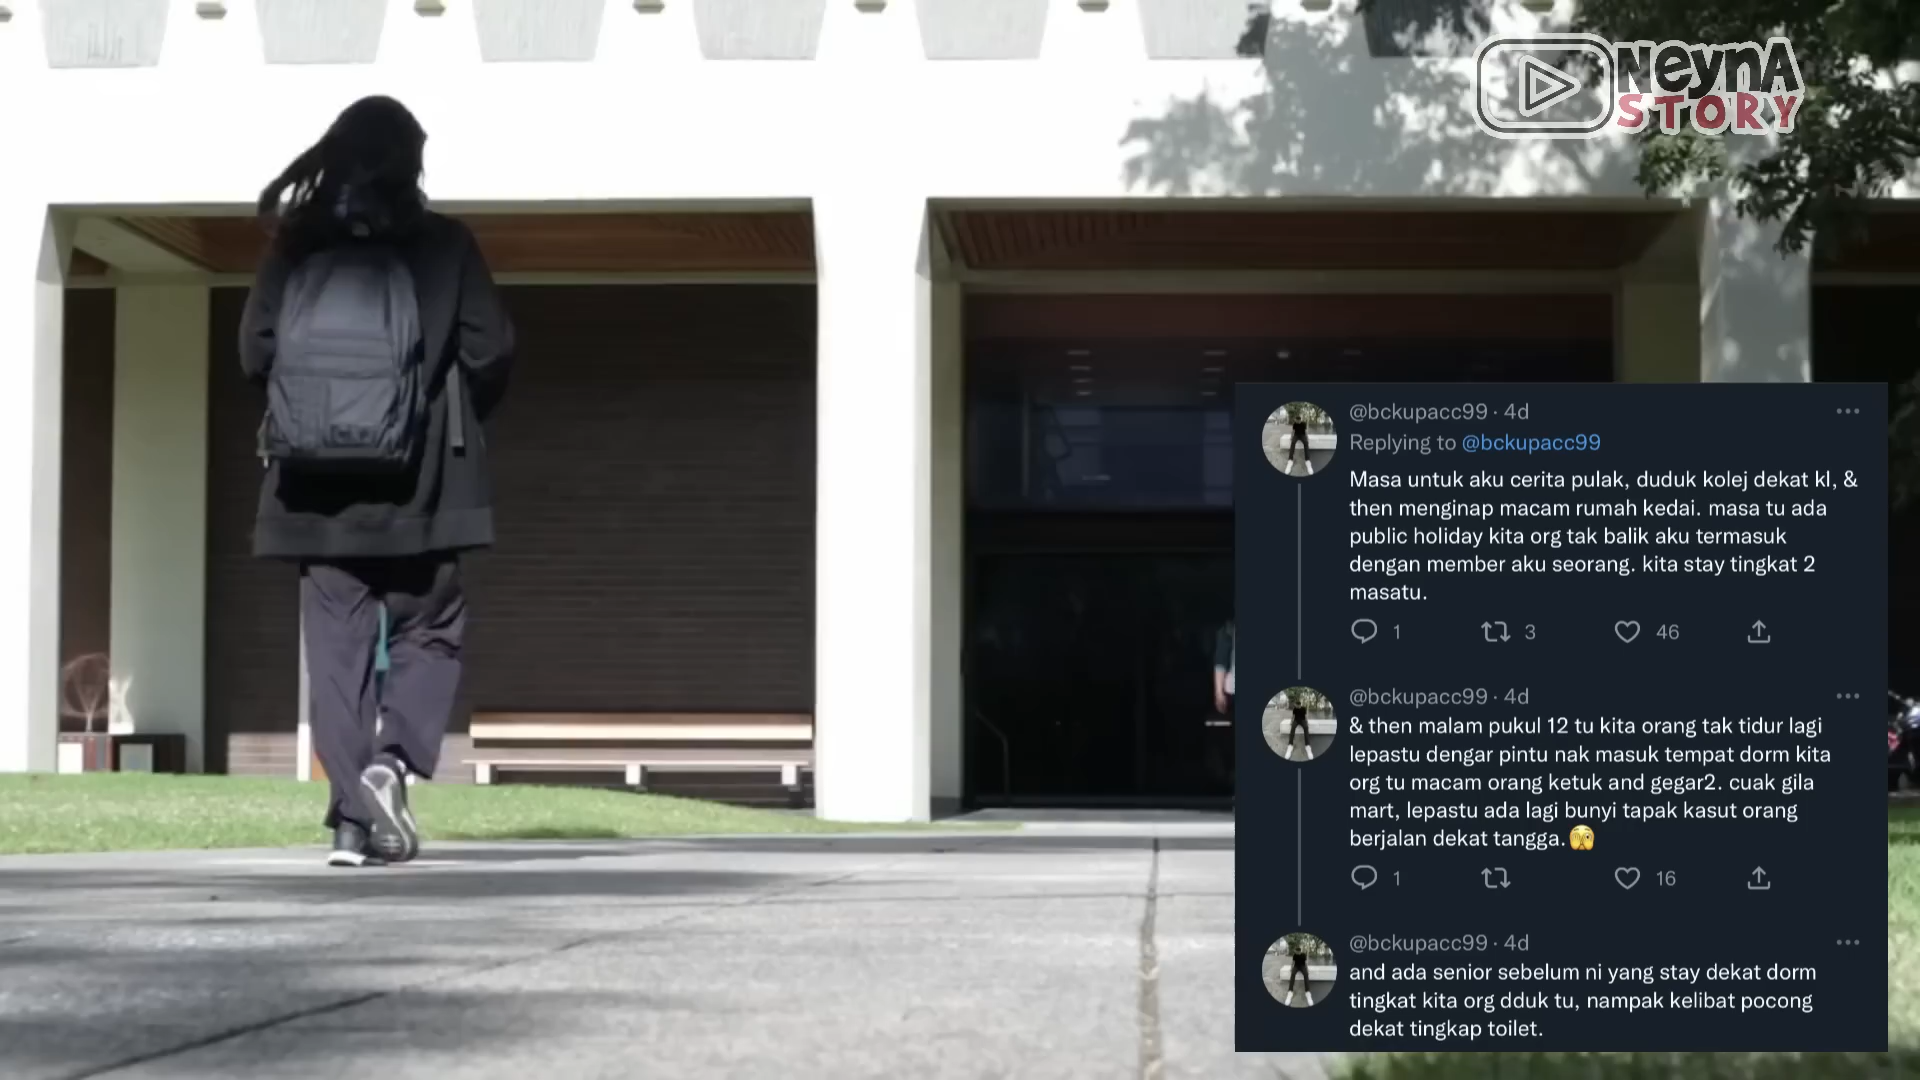 NeynA
STORY
@bckupacc99 · 4d
Replying to @bckupacc99
Masa untuk aku cerita pulak, duduk kolej dekat kl, &
then menginap macam rumah kedai. masa tu ada
public holiday kita org tak balik aku termasuk
dengan member aku seorang. kita stay tingkat 2
masatu.
1 3 46
@bckupacc99 · 4d
& then malam pukul 12 tu kita orang tak tidur lagi
lepastu dengar pintu nak masuk tempat dorm kita
org tu macam orang ketuk and gegar2. cuak gila
mart, lepastu ada lagi bunyi tapak kasut orang
berjalan dekat tangga.🫣
1 16
@bckupacc99 · 4d
and ada senior sebelum ni yang stay dekat dorm
tingkat kita org dduk tu, nampak kelibat pocong
dekat tingkap toilet.